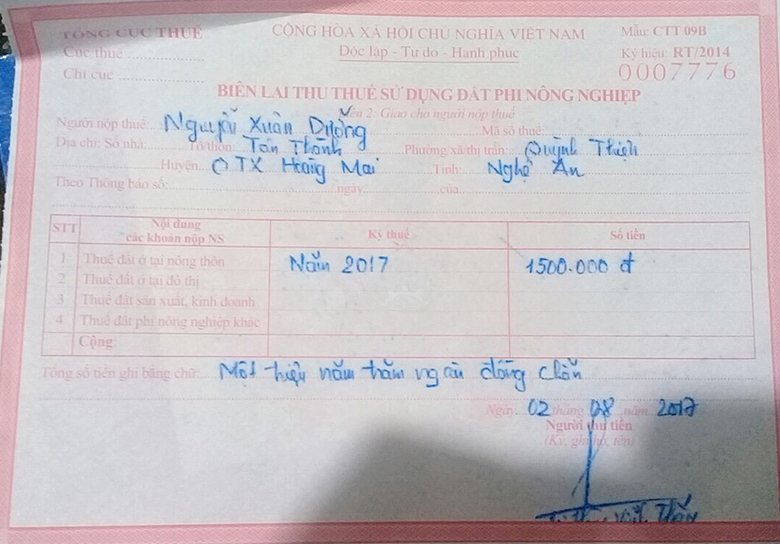 TỔNG CỤC THUẾ
Cục thuế
Chi cục
CỘNG HÒA XÃ HỘI CHỦ NGHĨA VIỆT NAM
Độc lập - Tự do - Hạnh phúc
Mẫu: CTT 09B
Ký hiệu: RT/2014
0007776
BIÊN LAI THU THUẾ SỬ DỤNG ĐẤT PHI NÔNG NGHIỆP
Liên 2: Giao cho người nộp thuế
Người nộp thuế: Nguyễn Xuân Dưỡng Mã số thuế:
Địa chỉ: Số nhà: Tổ/thôn: Tân Thành Phường/xã/thị trấn: Quỳnh Thiện
Huyện: TX Hoàng Mai Tỉnh: Nghệ An
Theo Thông báo số: ngày của
STT Nội dung các khoản nộp NS Kỳ thuế Số tiền
1 Thuế đất ở tại nông thôn Năm 2017 1500.000 đ
2 Thuế đất ở tại đô thị
3 Thuế đất sản xuất, kinh doanh
4 Thuế đất phi nông nghiệp khác
Cộng
Tổng số tiền ghi bằng chữ: Một triệu năm trăm ngàn đồng chẵn
Ngày 02 tháng 08 năm 2017
Người thu tiền
(Ký, ghi họ, tên)